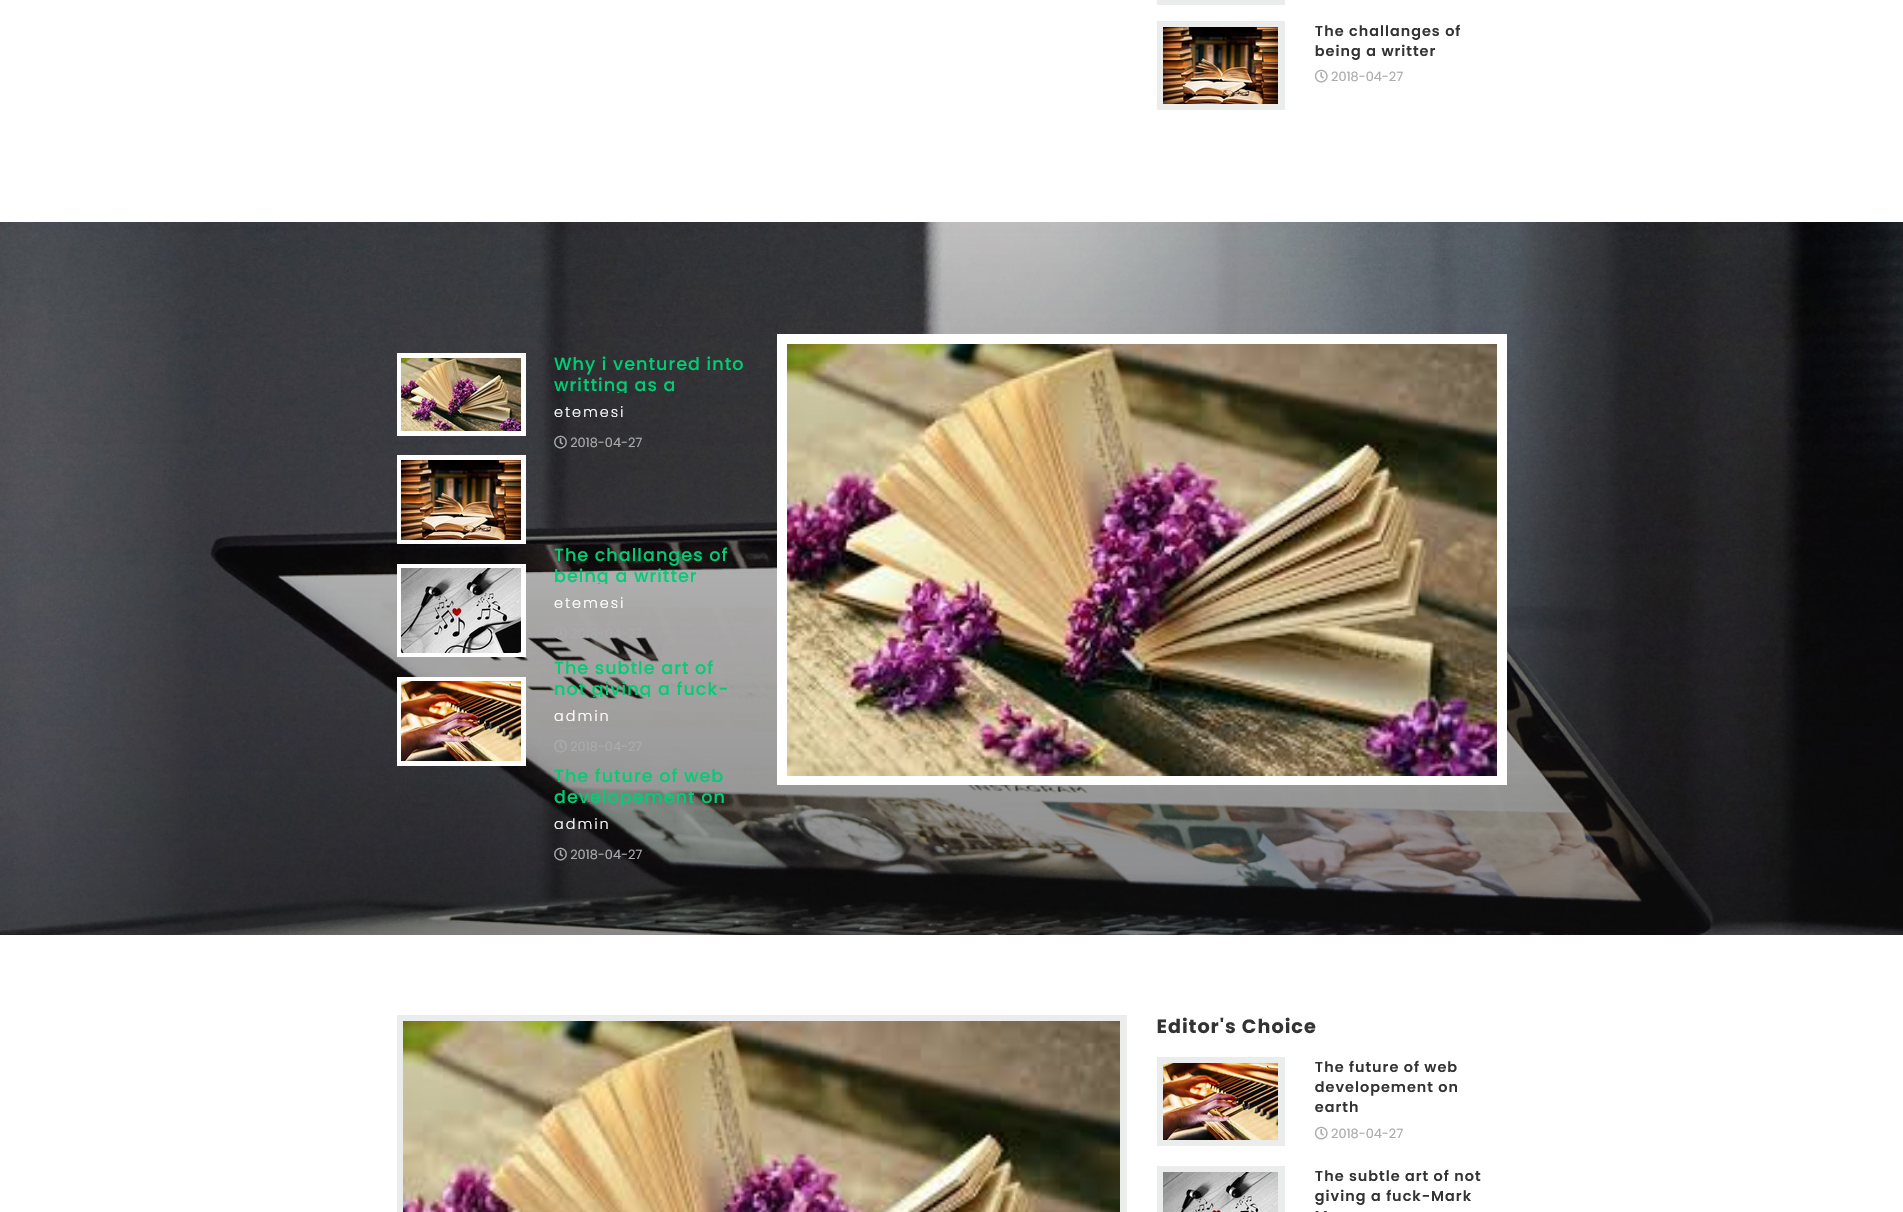 The challanges of
being a writter
2018-04-27
Why i ventured into
writting as a
etemesi
2018-04-27
The challanges of
being a writter
etemesi
The subtle art of
not giving a fuck-
admin
2018-04-27
The future of web
developement on
admin
2018-04-27
EW
INSTAGRAM
Editor's Choice
The future of web
developement on
earth
2018-04-27
The subtle art of not
giving a fuck-Mark